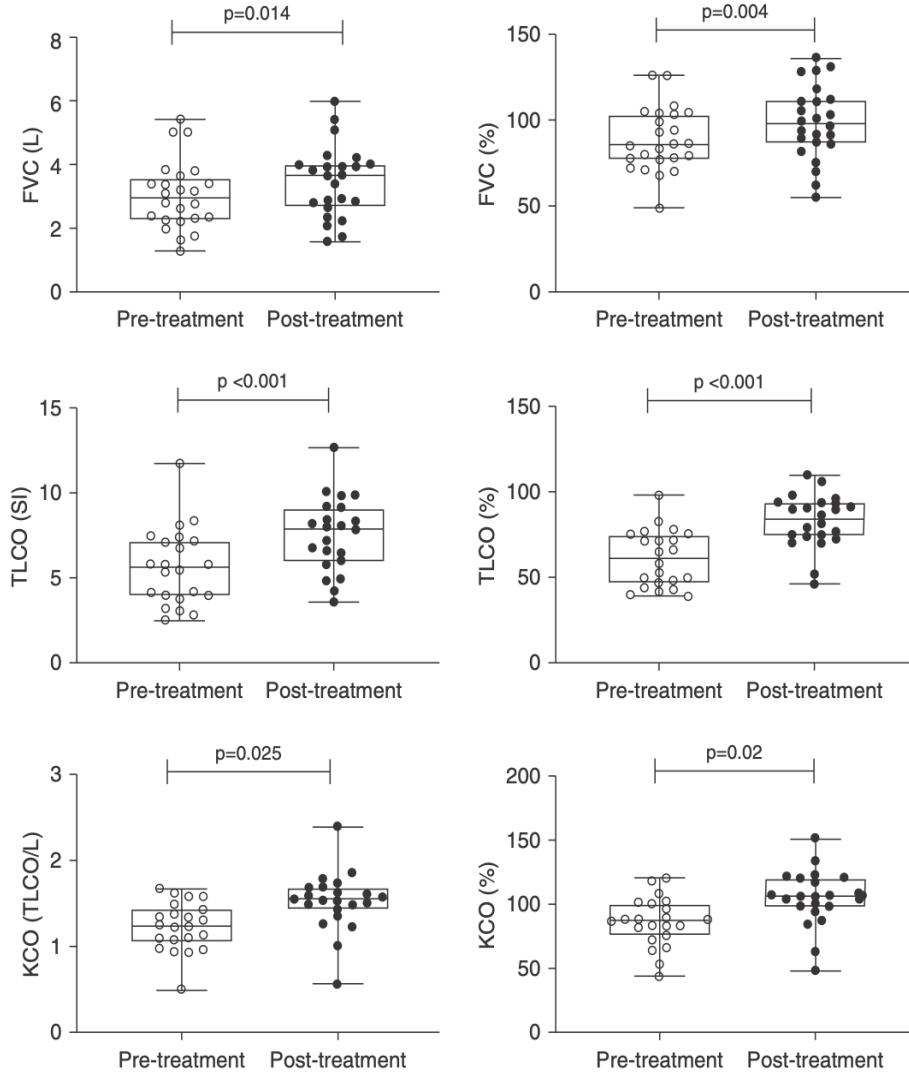 p=0.014
8
6
4
2
0
FVC (L)
Pre-treatment Post-treatment
p=0.004
150
100
50
0
FVC (%)
Pre-treatment Post-treatment
p <0.001
15
10
5
0
TLCO (SI)
Pre-treatment Post-treatment
p <0.001
150
100
50
0
TLCO (%)
Pre-treatment Post-treatment
p=0.025
3
2
1
0
KCO (TLCO/L)
Pre-treatment Post-treatment
p=0.02
200
150
100
50
0
KCO (%)
Pre-treatment Post-treatment